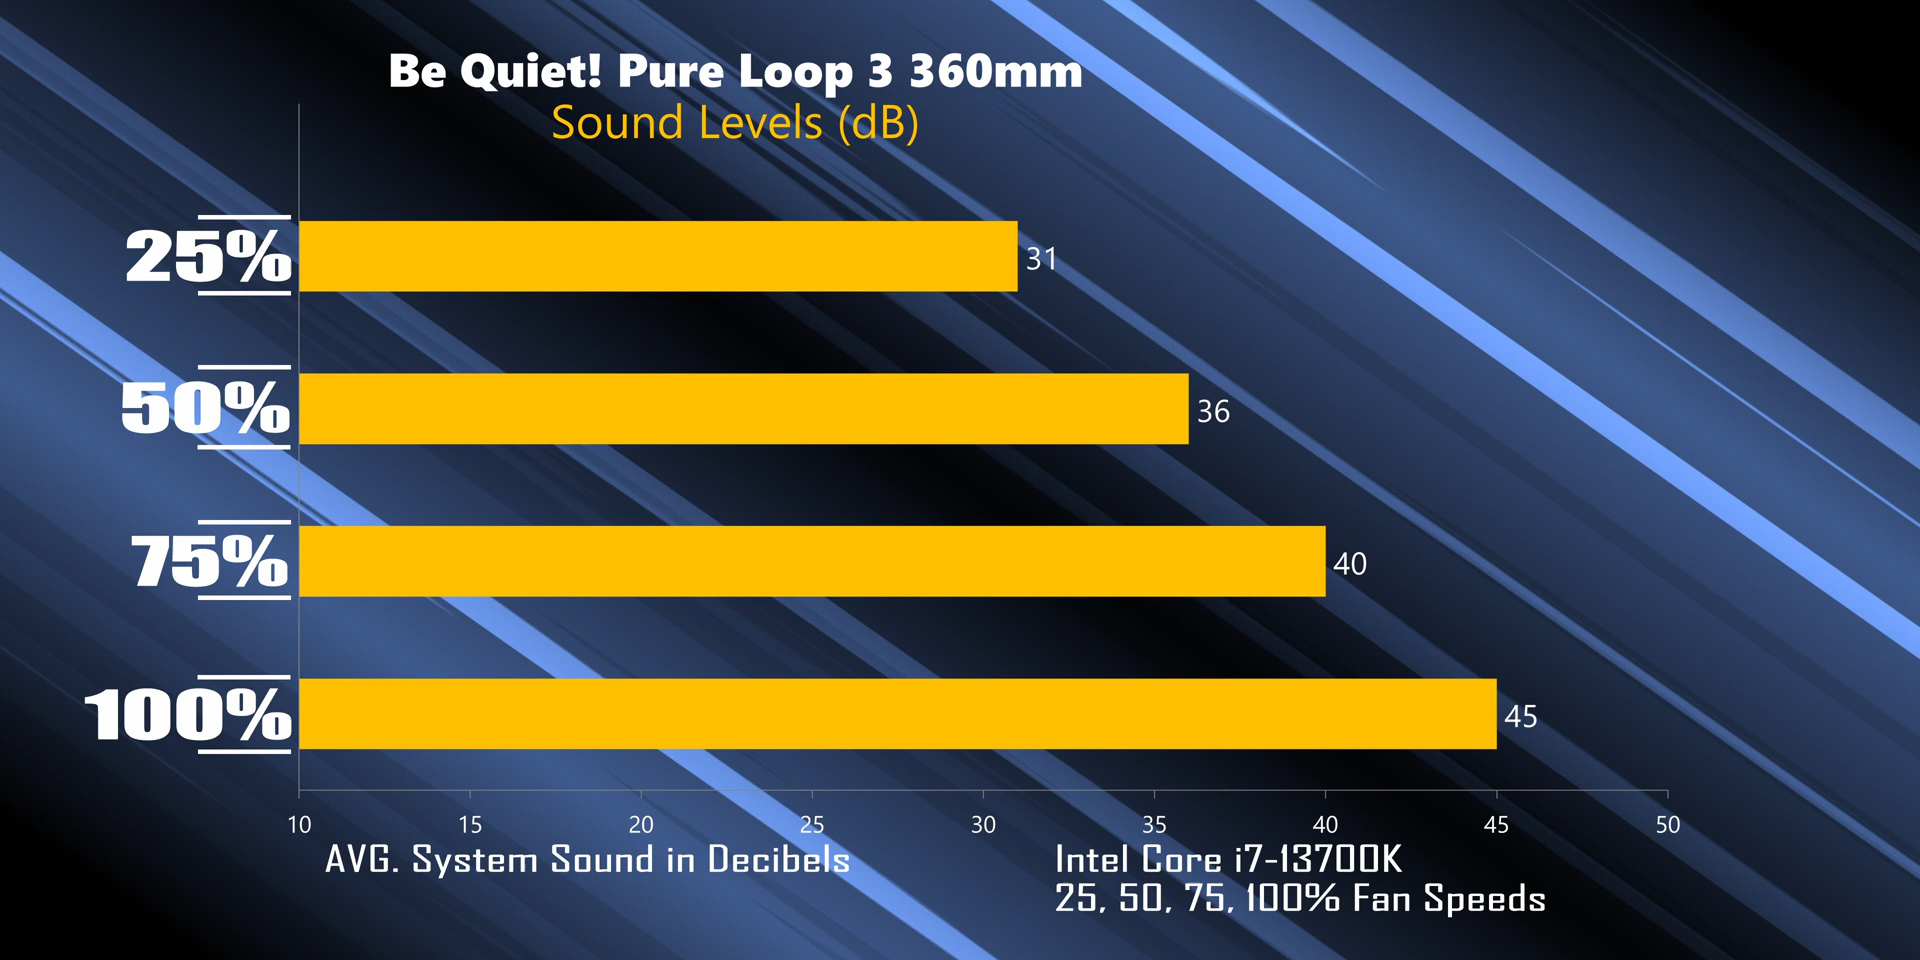 Be Quiet! Pure Loop 3 360mm
Sound Levels (dB)
25%
31
50%
36
75%
40
100%
45
10 15 20 25 30 35 40 45 50
AVG. System Sound in Decibels
Intel Core i7-13700K
25, 50, 75, 100% Fan Speeds